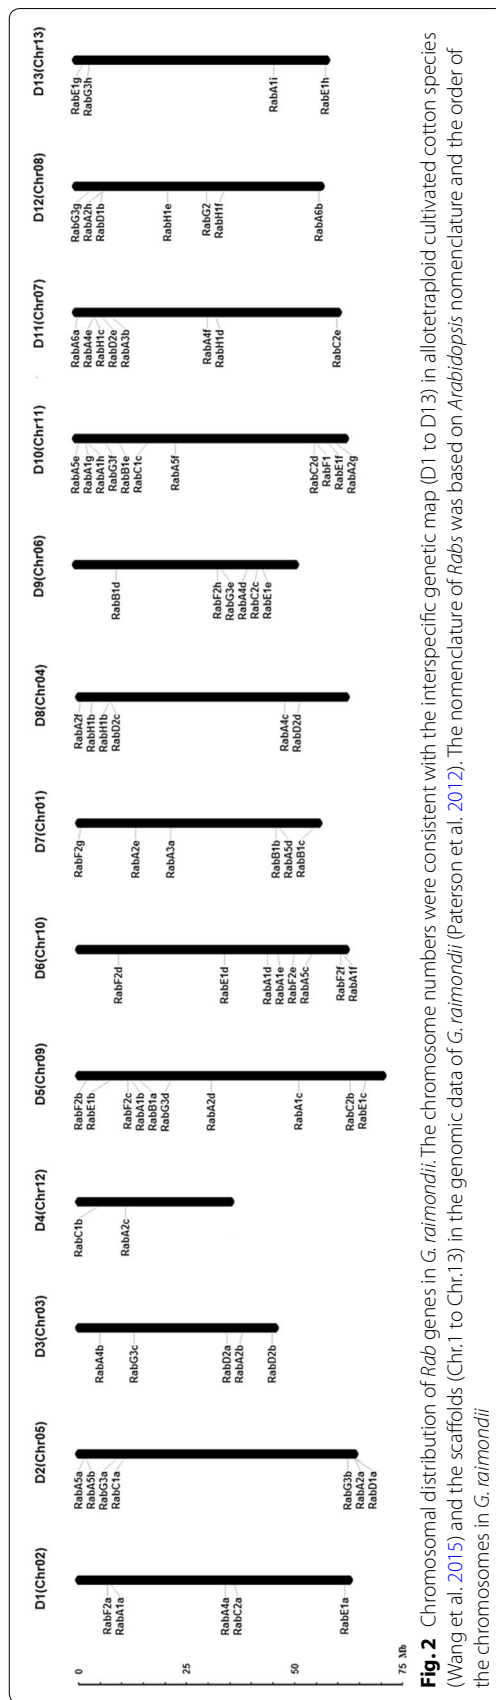 D1(Chr02)
RabF2a
RabA1a
RabA4a
RabC2a
RabE1a
D2(Chr05)
RabA5a
RabA5b
RabG3a
RabC1a
RabG3b
RabA2a
RabD1a
D3(Chr03)
RabA4b
RabG3c
RabD2a
RabA2b
RabD2b
D4(Chr12)
RabC1b
RabA2c
D5(Chr09)
RabF2b
RabE1b
RabF2c
RabA1b
RabB1a
RabG3d
RabA2d
RabA1c
RabC2b
RabE1c
D6(Chr10)
RabF2d
RabE1d
RabA1d
RabA1e
RabF2e
RabA5c
RabF2f
RabA1f
D7(Chr01)
RabF2g
RabA2e
RabA3a
RabB1b
RabA5d
RabB1c
D8(Chr04)
RabA2f
RabH1b
RabH1b
RabD2c
RabA4c
RabD2d
D9(Chr06)
RabB1d
RabF2h
RabG3e
RabA4d
RabC2c
RabE1e
D10(Chr11)
RabA5e
RabA1g
RabA1h
RabG3f
RabB1e
RabC1c
RabA5f
RabC2d
RabF1
RabE1f
RabA2g
D11(Chr07)
RabA6a
RabA4e
RabH1c
RabD2e
RabA3b
RabA4f
RabH1d
RabC2e
D12(Chr08)
RabG3g
RabA2h
RabD1b
RabH1e
RabG2
RabH1f
RabA6b
D13(Chr13)
RabE1g
RabG3h
RabA1i
RabE1h
0
25
50
75 Mb
Fig. 2 Chromosomal distribution of Rab genes in G. raimondii. The chromosome numbers were consistent with the interspecific genetic map (D1 to D13) in allotetraploid cultivated cotton species
(Wang et al. 2015) and the scaffolds (Chr.1 to Chr.13) in the genomic data of G. raimondii (Paterson et al. 2012). The nomenclature of Rabs was based on Arabidopsis nomenclature and the order of
the chromosomes in G. raimondii